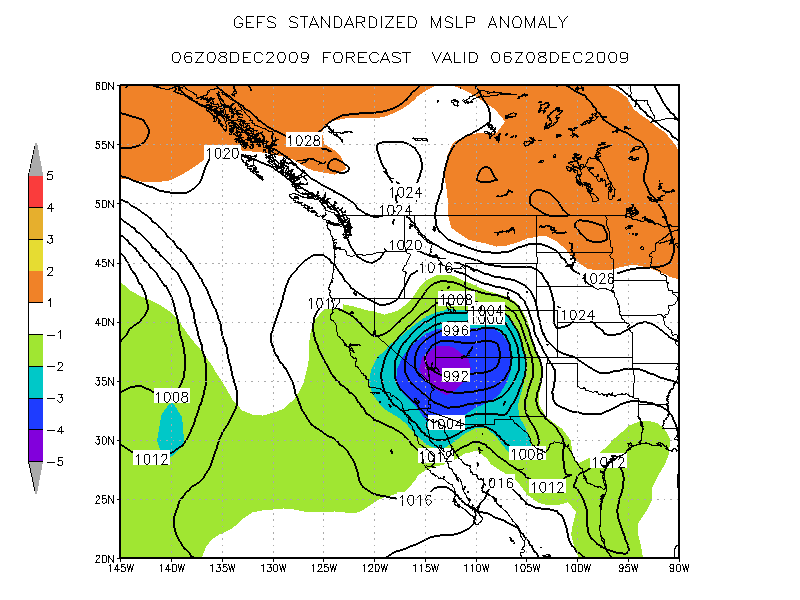 GEFS STANDARDIZED MSLP ANOMALY
06Z08DEC2009 FORECAST  VALID 06Z08DEC2009
60N
55N
50N
45N
40N
35N
30N
25N
20N
145W 140W 135W 130W 125W 120W 115W 110W 105W 100W 95W 90W
5
4
3
2
1
−1
−2
−3
−4
−5
1028
1020
1024
1024
1020
1016
1028
1012
1008
1004
1000
1024
996
992
1008
1004
1012
1012
1008
1012
1016
1012
016